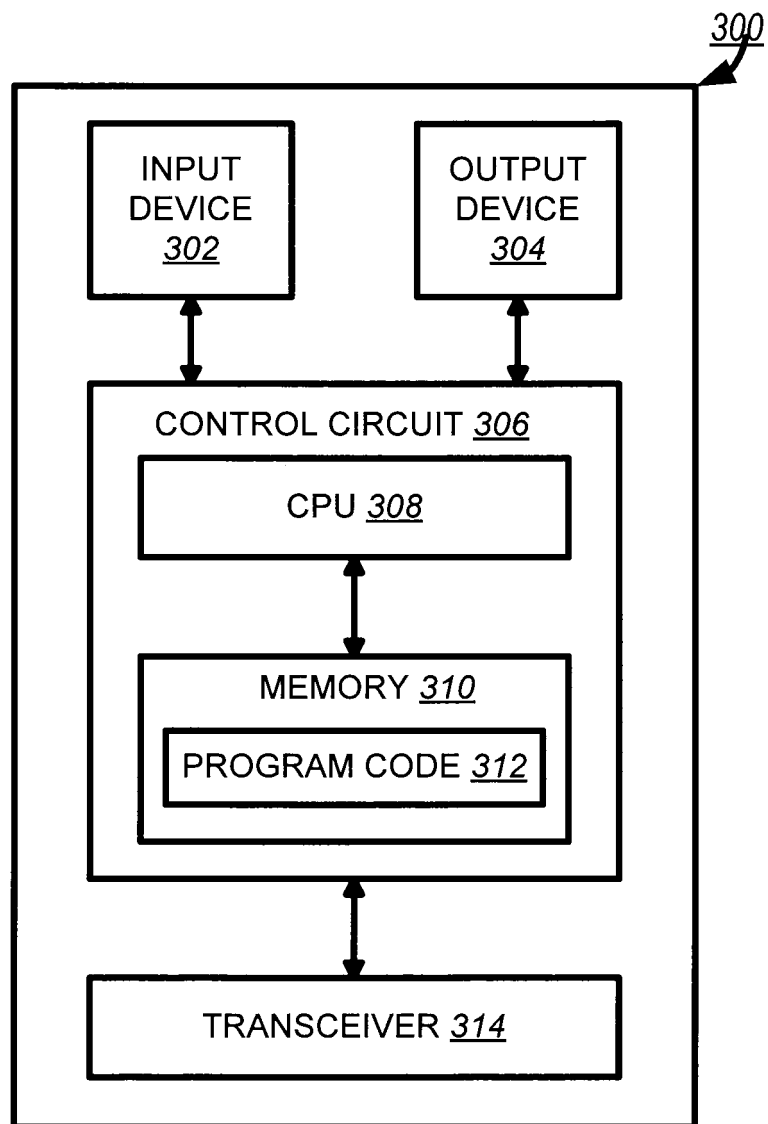 300
INPUT
DEVICE
302
OUTPUT
DEVICE
304
CONTROL CIRCUIT 306
CPU 308
MEMORY 310
PROGRAM CODE 312
TRANSCEIVER 314